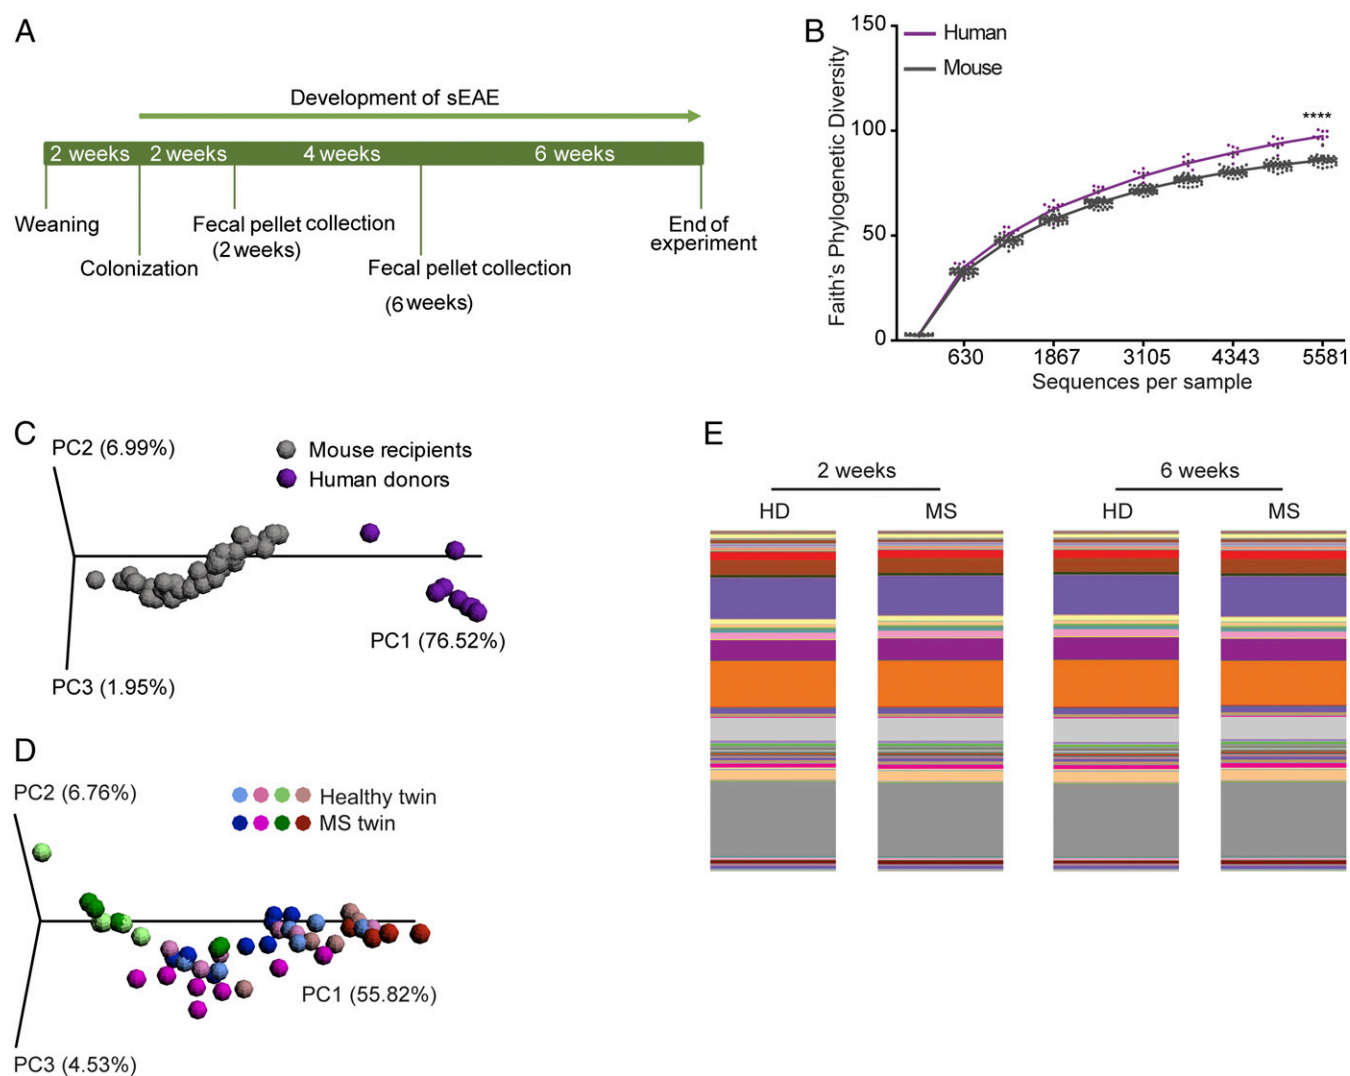 A
Development of sEAE
2 weeks 2 weeks 4 weeks 6 weeks
Weaning
Colonization
Fecal pellet collection
(2 weeks)
Fecal pellet collection
(6 weeks)
End of
experiment
B
Faith's Phylogenetic Diversity
150
100
50
0
Human
Mouse
****
630 1867 3105 4343 5581
Sequences per sample
C
PC2 (6.99%)
Mouse recipients
Human donors
PC1 (76.52%)
PC3 (1.95%)
D
PC2 (6.76%)
Healthy twin
MS twin
PC1 (55.82%)
PC3 (4.53%)
E
2 weeks 6 weeks
HD MS HD MS